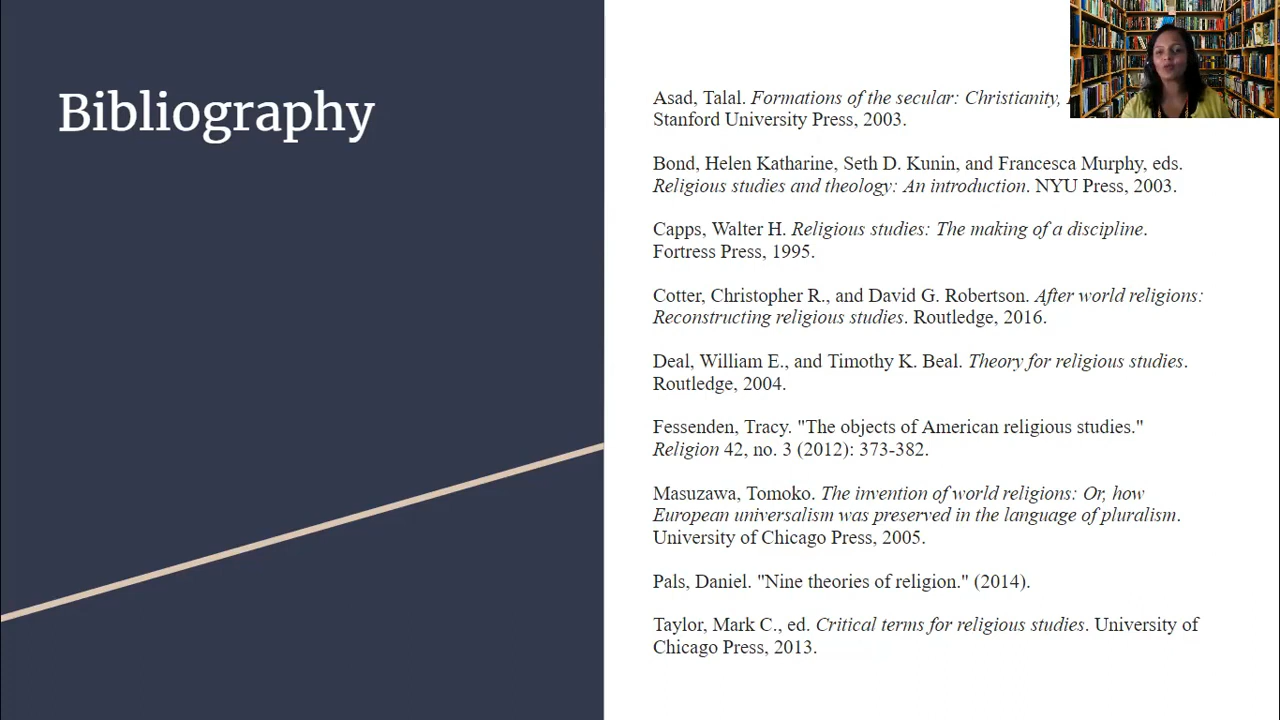 Bibliography
Asad, Talal. Formations of the secular: Christianity,
Stanford University Press, 2003.
Bond, Helen Katharine, Seth D. Kunin, and Francesca Murphy, eds.
Religious studies and theology: An introduction. NYU Press, 2003.
Capps, Walter H. Religious studies: The making of a discipline.
Fortress Press, 1995.
Cotter, Christopher R., and David G. Robertson. After world religions:
Reconstructing religious studies. Routledge, 2016.
Deal, William E., and Timothy K. Beal. Theory for religious studies.
Routledge, 2004.
Fessenden, Tracy. "The objects of American religious studies."
Religion 42, no. 3 (2012): 373-382.
Masuzawa, Tomoko. The invention of world religions: Or, how
European universalism was preserved in the language of pluralism.
University of Chicago Press, 2005.
Pals, Daniel. "Nine theories of religion." (2014).
Taylor, Mark C., ed. Critical terms for religious studies. University of
Chicago Press, 2013.